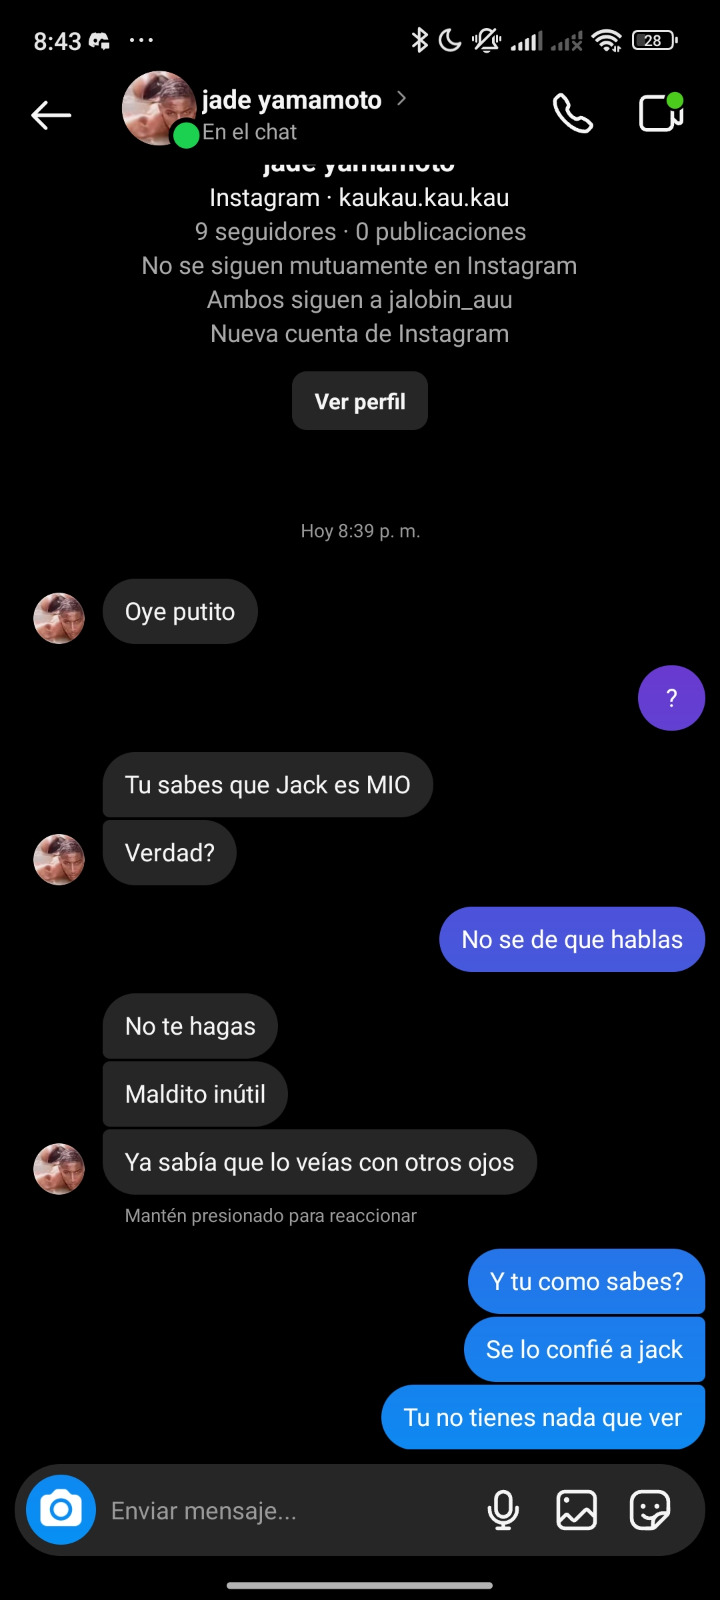 8:43
28
jade yamamoto
En el chat
jade yamamoto
Instagram · kaukau.kau.kau
9 seguidores · 0 publicaciones
No se siguen mutuamente en Instagram
Ambos siguen a jalobin_auu
Nueva cuenta de Instagram
Ver perfil
Hoy 8:39 p. m.
Oye putito
?
Tu sabes que Jack es MIO
Verdad?
No se de que hablas
No te hagas
Maldito inútil
Ya sabía que lo veías con otros ojos
Mantén presionado para reaccionar
Y tu como sabes?
Se lo confié a jack
Tu no tienes nada que ver
Enviar mensaje...